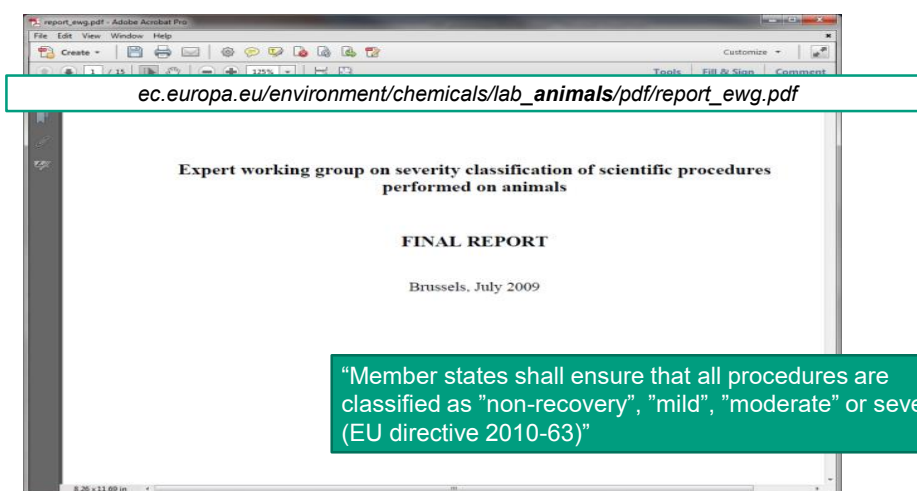 report_ewg.pdf - Adobe Acrobat Pro
File Edit View Window Help
Create Customize
1 / 15 125% Tools Fill & Sign Comment
ec.europa.eu/environment/chemicals/lab_animals/pdf/report_ewg.pdf
Expert working group on severity classification of scientific procedures
performed on animals
FINAL REPORT
Brussels, July 2009
“Member states shall ensure that all procedures are
classified as ”non-recovery”, ”mild”, ”moderate” or seve
(EU directive 2010-63)”
8.26 x 11.69 in